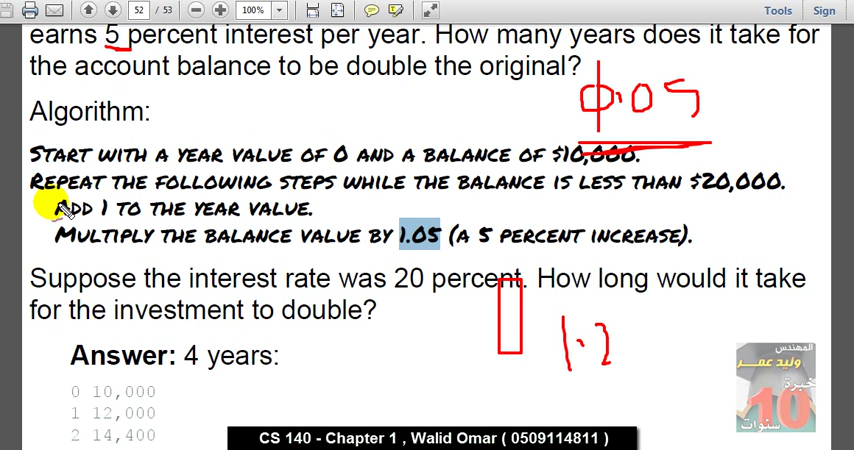 52 / 53
100%
Tools
Sign
earns 5 percent interest per year. How many years does it take for
the account balance to be double the original?
0.05
Algorithm:
START WITH A YEAR VALUE OF 0 AND A BALANCE OF $10,000.
REPEAT THE FOLLOWING STEPS WHILE THE BALANCE IS LESS THAN $20,000.
ADD 1 TO THE YEAR VALUE.
MULTIPLY THE BALANCE VALUE BY 1.05 (A 5 PERCENT INCREASE).
Suppose the interest rate was 20 percent. How long would it take
for the investment to double?
1.2
Answer: 4 years:
0 10,000
1 12,000
2 14,400
المهندس
وليد عمر
خبرة
10
سنوات
CS 140 - Chapter 1 , Walid Omar ( 0509114811 )